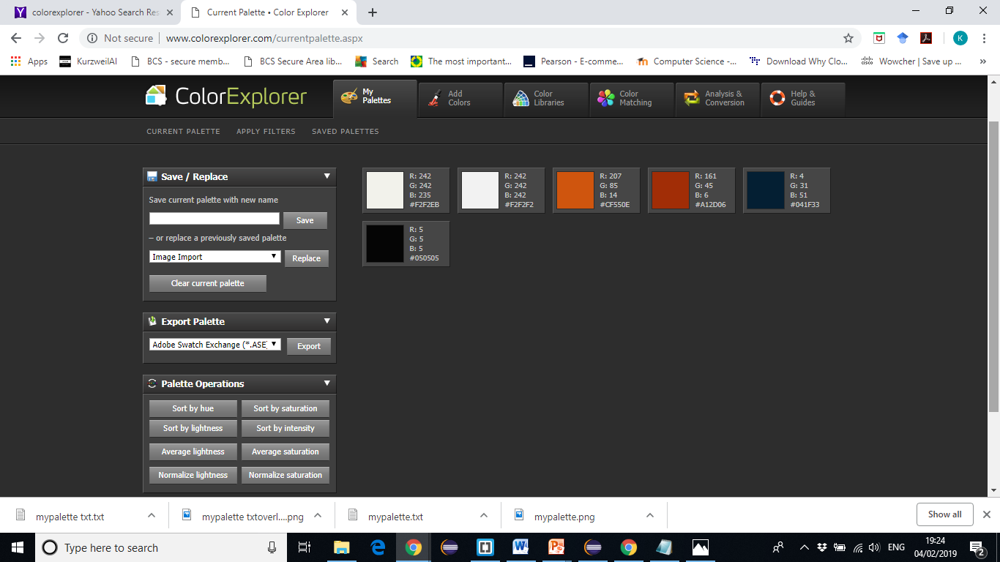 colorexplorer - Yahoo Search Res
Current Palette • Color Explorer
Not secure
www.colorexplorer.com/currentpalette.aspx
K
Apps
KurzweilAI
BCS - secure memb...
BCS Secure Area lib...
Search
The most important...
Pearson - E-comme...
Computer Science -...
Download Why Clo...
Wowcher | Save up ...
»
ColorExplorer
My Palettes
Add Colors
Color Libraries
Color Matching
Analysis & Conversion
Help & Guides
CURRENT PALETTE
APPLY FILTERS
SAVED PALETTES
Save / Replace
Save current palette with new name
Save
– or replace a previously saved palette
Image Import
Replace
Clear current palette
Export Palette
Adobe Swatch Exchange (*.ASE)
Export
Palette Operations
Sort by hue
Sort by saturation
Sort by lightness
Sort by intensity
Average lightness
Average saturation
Normalize lightness
Normalize saturation
R: 242
G: 242
B: 235
#F2F2EB
R: 242
G: 242
B: 242
#F2F2F2
R: 207
G: 85
B: 14
#CF550E
R: 161
G: 45
B: 6
#A12D06
R: 4
G: 31
B: 51
#041F33
R: 5
G: 5
B: 5
#050505
mypalette txt.txt
mypalette txtoverl....png
mypalette.txt
mypalette.png
Show all
Type here to search
ENG
19:24
04/02/2019
2